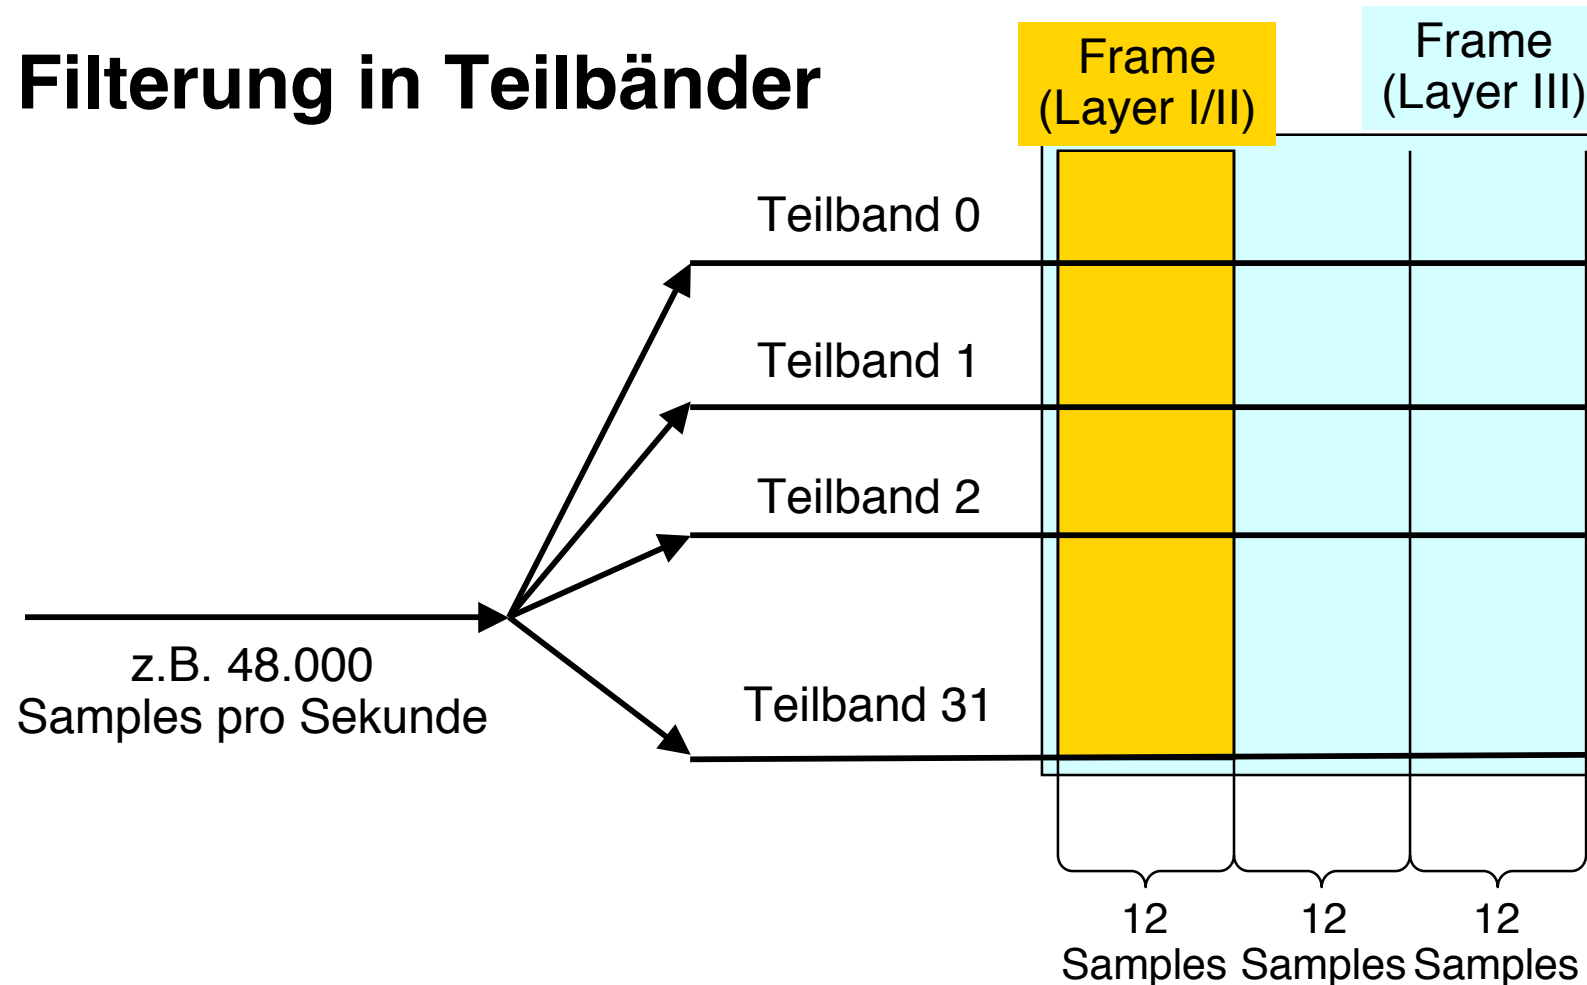 Filterung in Teilbänder
Frame
(Layer I/II)
Frame
(Layer III)
Teilband 0
Teilband 1
Teilband 2
z.B. 48.000
Samples pro Sekunde
Teilband 31
12
Samples
12
Samples
12
Samples